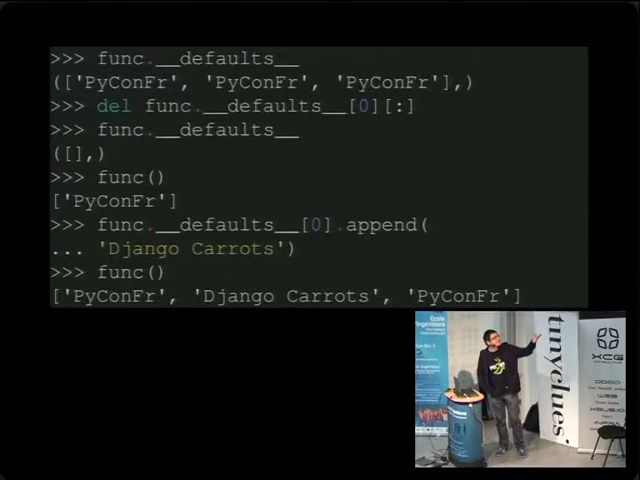 >>> func.__defaults__
(['PyConFr', 'PyConFr', 'PyConFr'],)
>>> del func.__defaults__[0][:]
>>> func.__defaults__
([],)
>>> func()
['PyConFr']
>>> func.__defaults__[0].append(
... 'Django Carrots')
>>> func()
['PyConFr', 'Django Carrots', 'PyConFr']
tinyclues
XCG